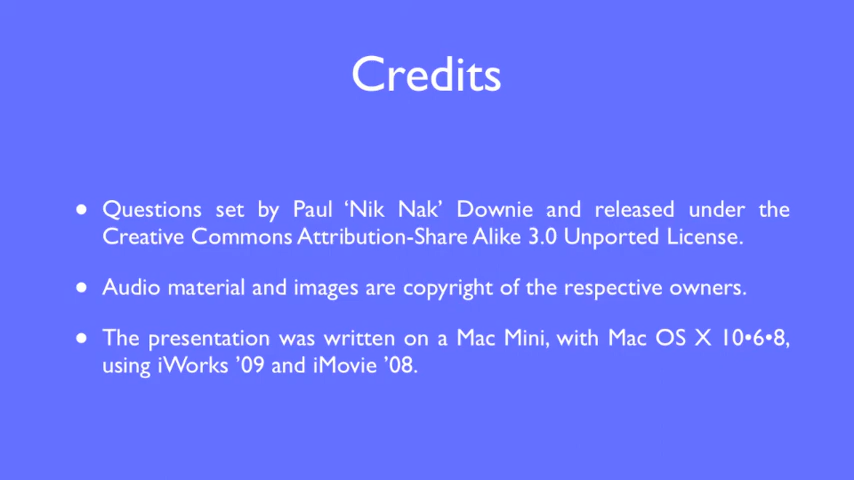 Credits
• Questions set by Paul ‘Nik Nak’ Downie and released under the
Creative Commons Attribution-Share Alike 3.0 Unported License.
• Audio material and images are copyright of the respective owners.
• The presentation was written on a Mac Mini, with Mac OS X 10•6•8,
using iWorks ’09 and iMovie ’08.